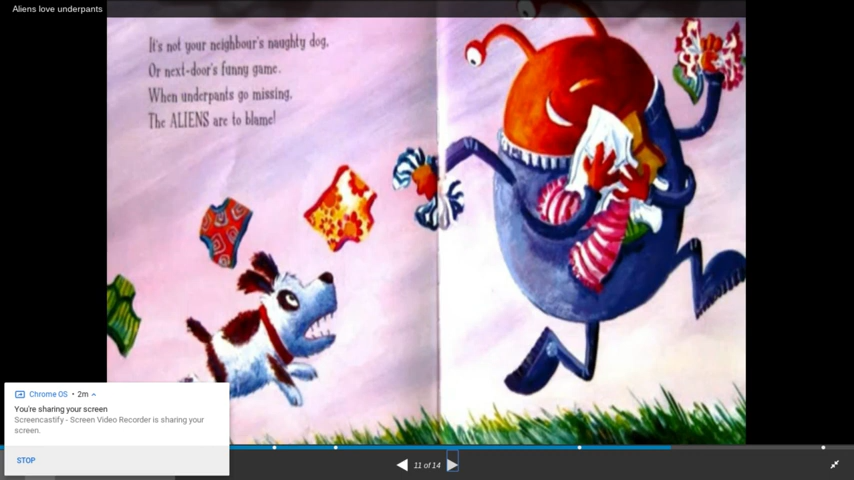 Aliens love underpants
It's not your neighbour's naughty dog,
Or next-door's funny game.
When underpants go missing,
The ALIENS are to blame!
Chrome OS • 2m
You're sharing your screen
Screencastify - Screen Video Recorder is sharing your
screen.
STOP
11 of 14